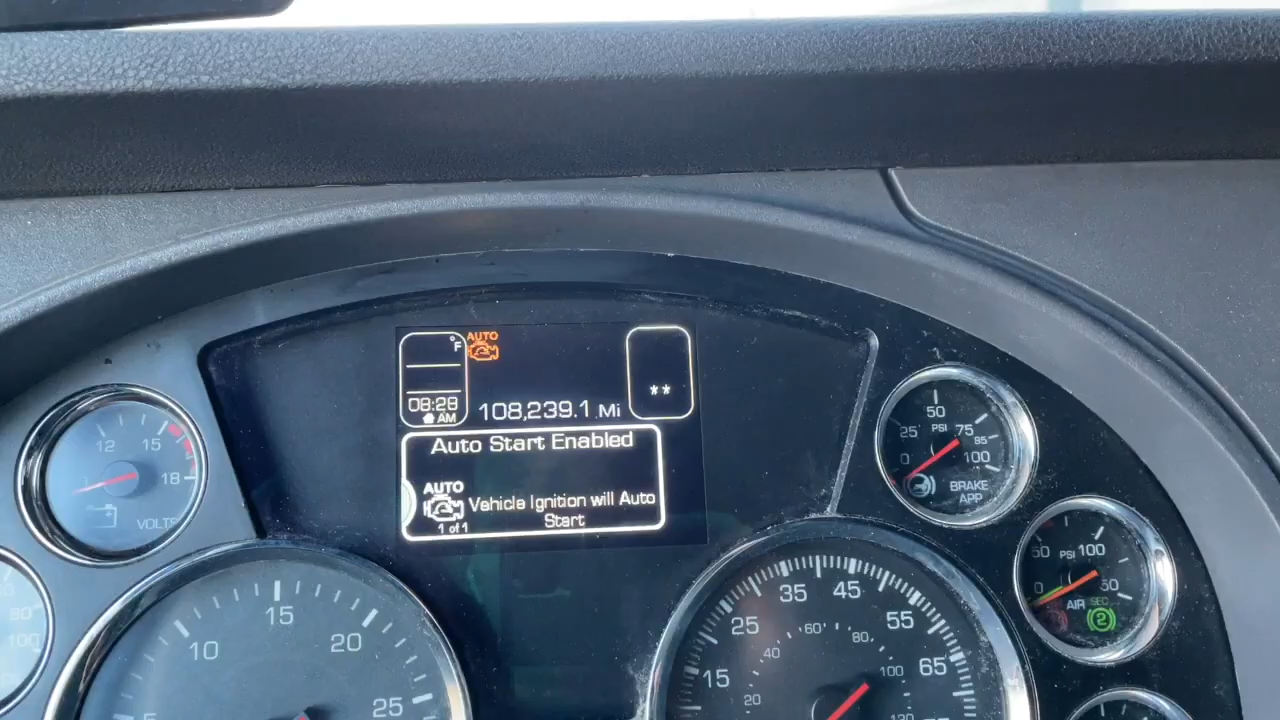 °F
AUTO
08:28
AM
108,239.1 Mi
**
Auto Start Enabled
AUTO
Vehicle Ignition will Auto
Start
1 of 1
12
15
18
VOLTS
80
100
5
10
15
20
25
15
25
35
45
55
65
20
40
60
80
100
120
0
25
50
75
85
100
PSI
BRAKE
APP
0
50
PSI 100
AIR
SEC
2